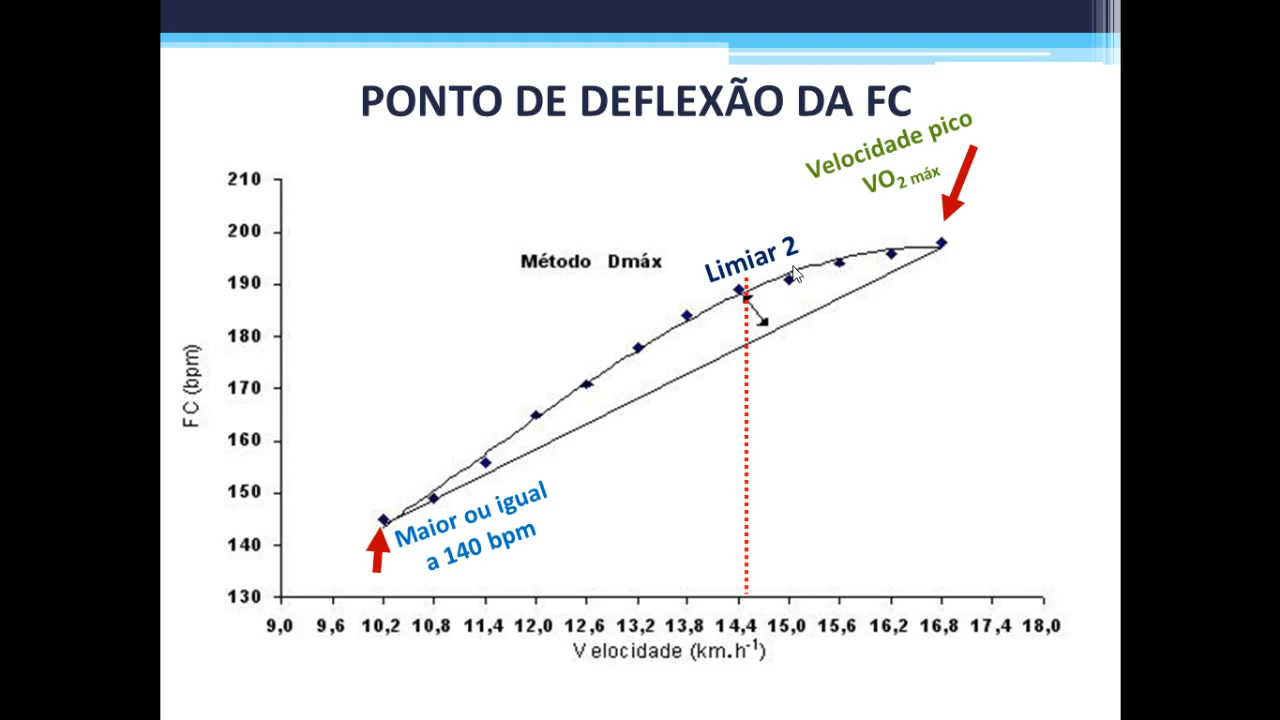 PONTO DE DEFLEXÃO DA FC
Velocidade pico
VO2 máx
Método Dmáx
Limiar 2
210
200
190
180
170
160
150
140
130
FC (bpm)
Maior ou igual
a 140 bpm
9,0 9,6 10,2 10,8 11,4 12,0 12,6 13,2 13,8 14,4 15,0 15,6 16,2 16,8 17,4 18,0
Velocidade (km.h-1)